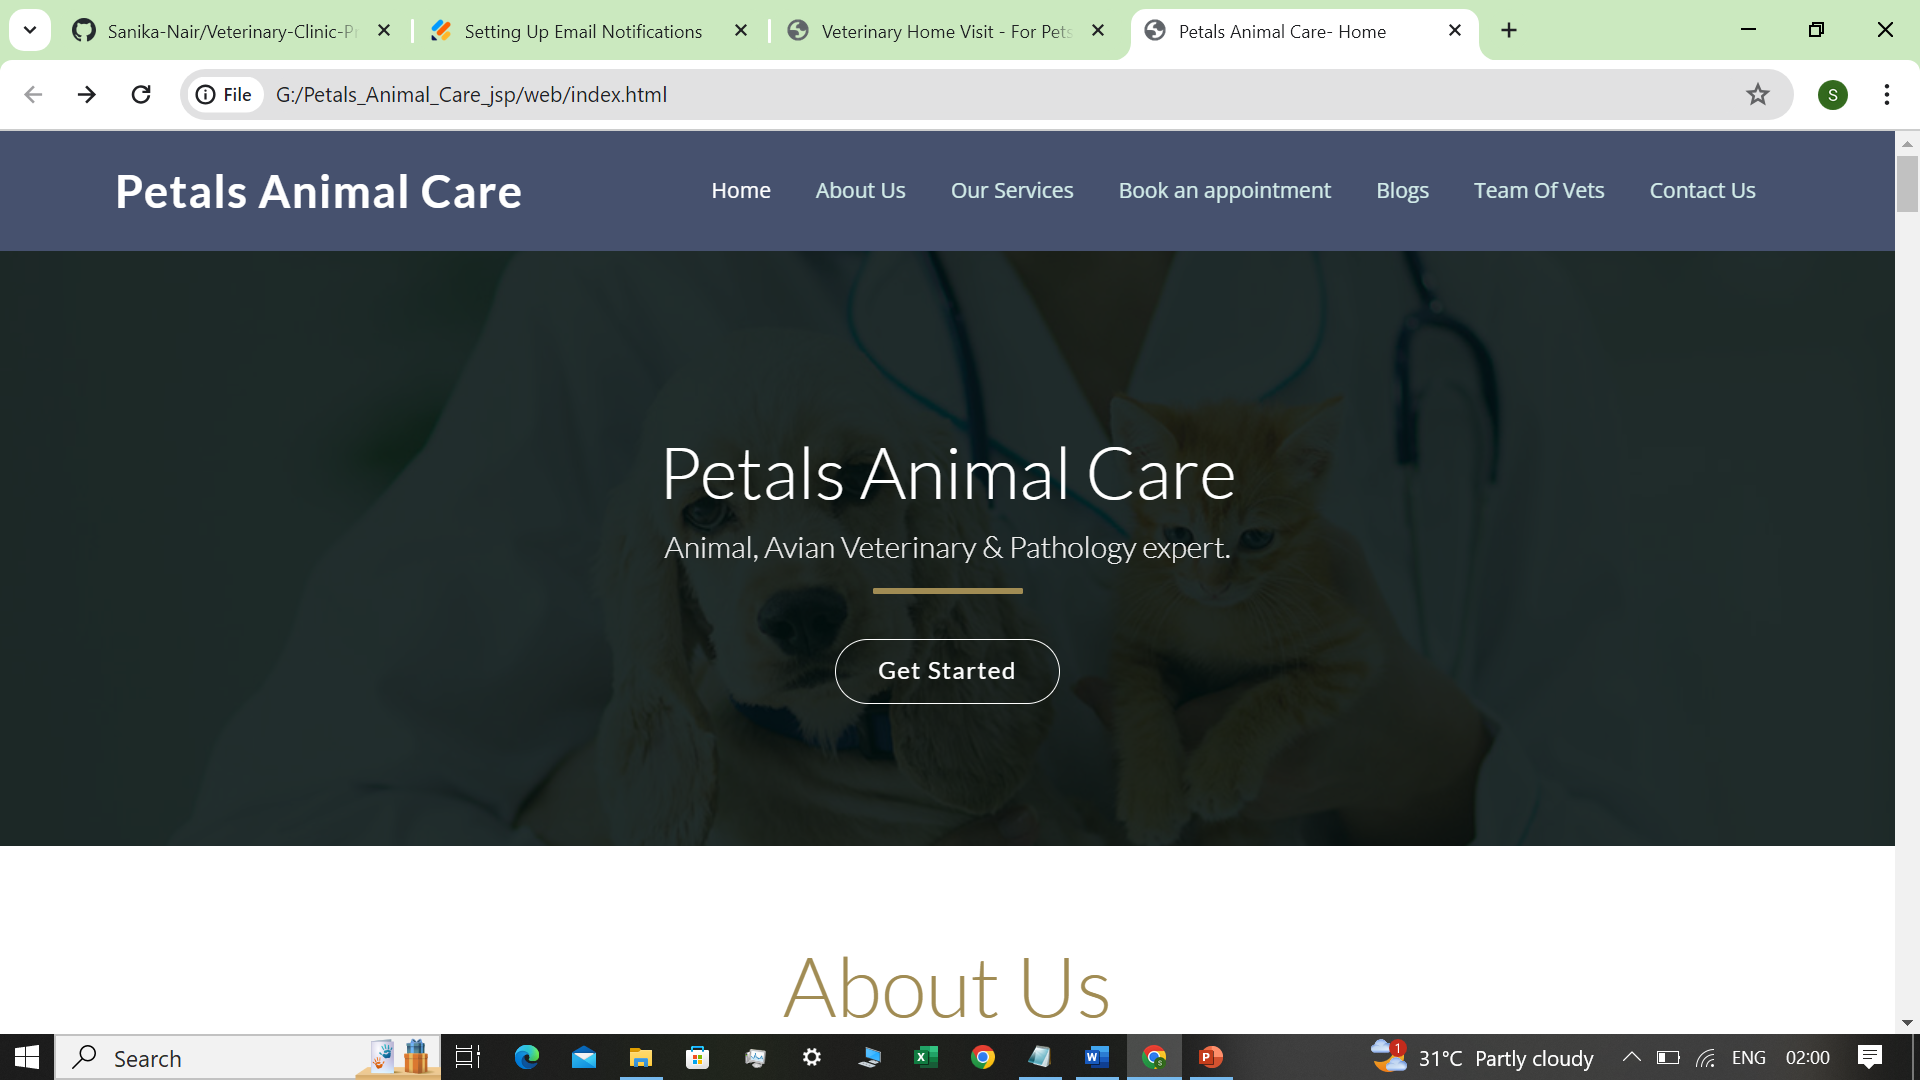 Sanika-Nair/Veterinary-Clinic-P
Setting Up Email Notifications
Veterinary Home Visit - For Pets
Petals Animal Care- Home
File G:/Petals_Animal_Care_jsp/web/index.html
S
Petals Animal Care
Home About Us Our Services Book an appointment Blogs Team Of Vets Contact Us
Petals Animal Care
Animal, Avian Veterinary & Pathology expert.
Get Started
About Us
Search
1
31°C Partly cloudy
ENG 02:00